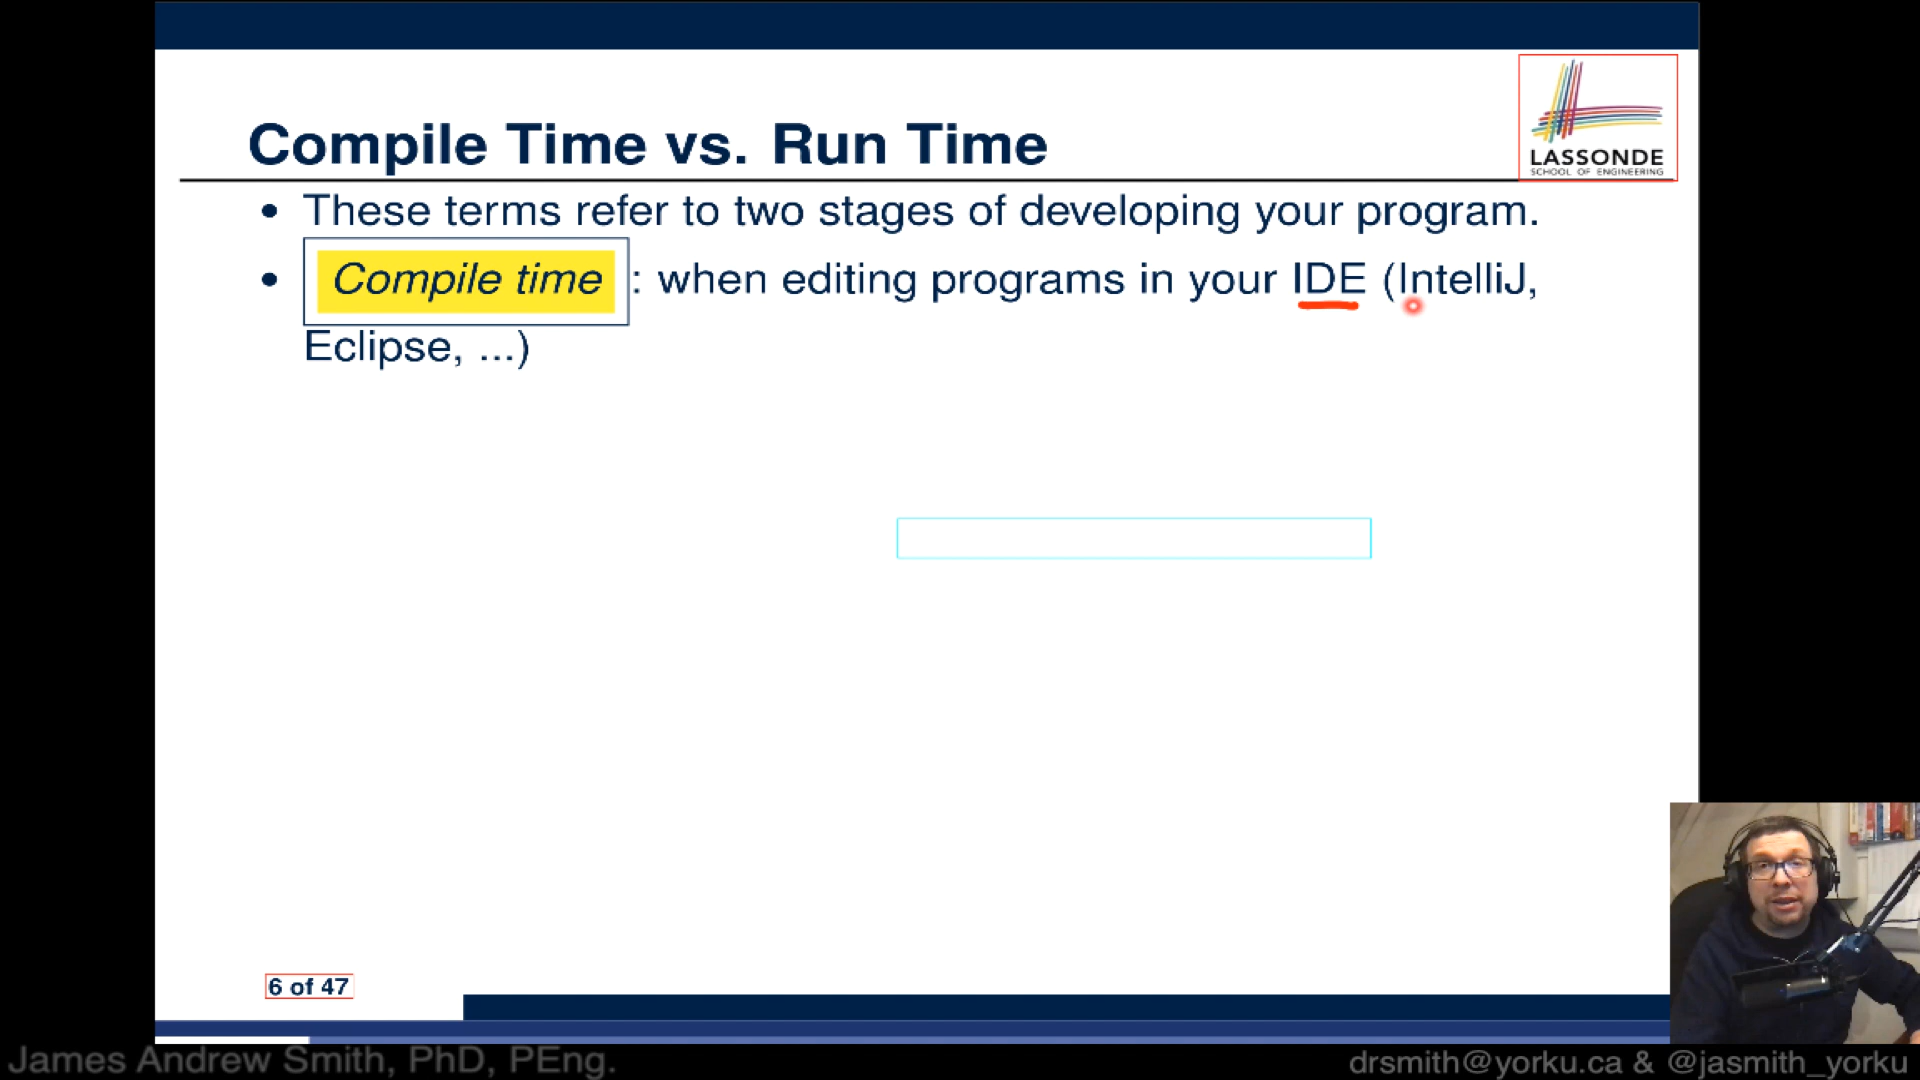 LASSONDE
SCHOOL OF ENGINEERING
Compile Time vs. Run Time
• These terms refer to two stages of developing your program.
• Compile time : when editing programs in your IDE (IntelliJ,
Eclipse, ...)
6 of 47
James Andrew Smith, PhD, PEng.
drsmith@yorku.ca & @jasmith_yorku